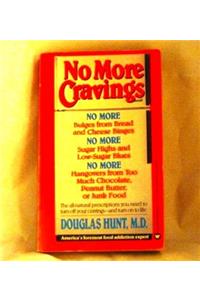 No More
Cravings
NO MORE
Bulges from Bread
and Cheese Binges
NO MORE
Sugar Highs and
Low-Sugar Blues
NO MORE
Hangovers from Too
Much Chocolate,
Peanut Butter,
or Junk Food
The all-natural prescriptions you need to
turn off your cravings—and turn on to life
DOUGLAS HUNT, M.D.
America's foremost food addiction expert